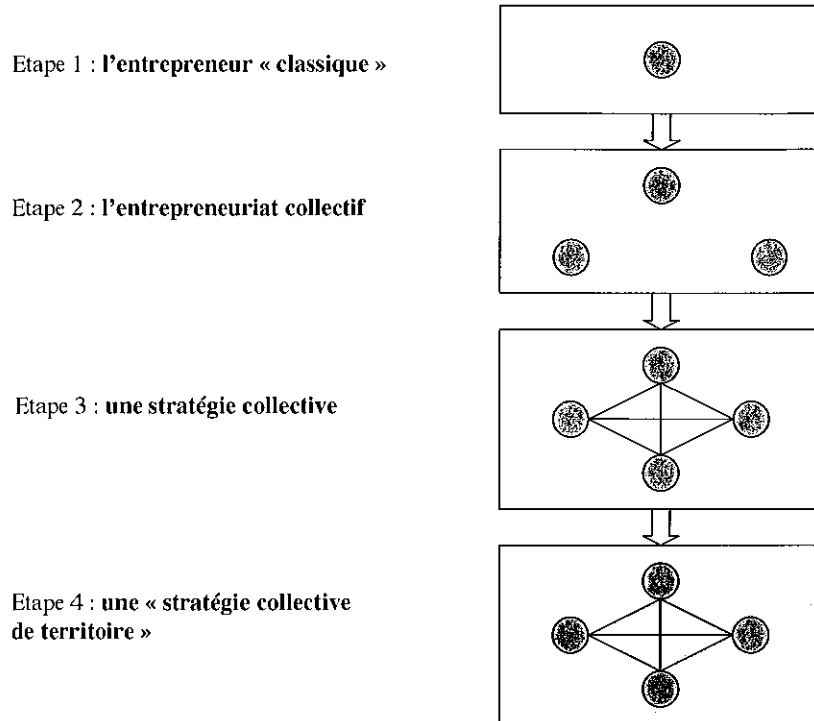 Etape 1 : l'entrepreneur « classique »
Etape 2 : l'entrepreneuriat collectif
Etape 3 : une stratégie collective
Etape 4 : une « stratégie collective
de territoire »